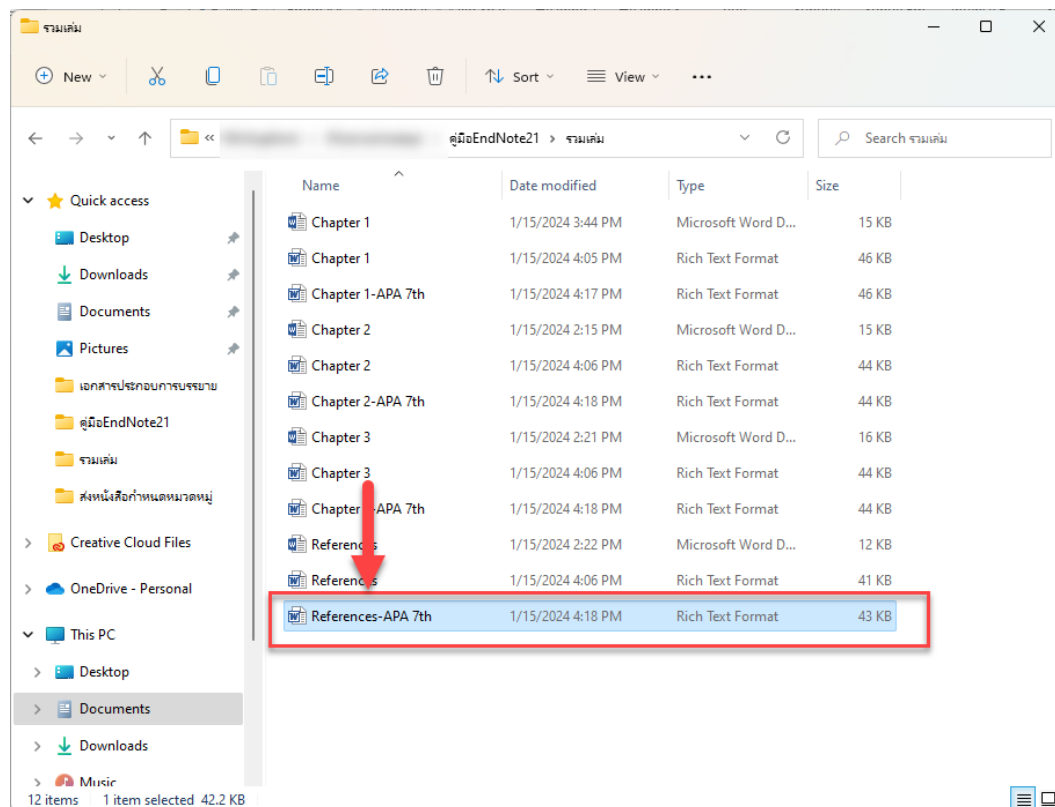 รวมเล่ม
New
Sort
View
« คู่มือEndNote21 > รวมเล่ม
Search รวมเล่ม
Quick access
Desktop
Downloads
Documents
Pictures
เอกสารประกอบการบรรยาย
คู่มือEndNote21
รวมเล่ม
ส่งหนังสือกำหนดหมวดหมู่
Creative Cloud Files
OneDrive - Personal
This PC
Desktop
Documents
Downloads
Music
Name Date modified Type Size
Chapter 1 1/15/2024 3:44 PM Microsoft Word D... 15 KB
Chapter 1 1/15/2024 4:05 PM Rich Text Format 46 KB
Chapter 1-APA 7th 1/15/2024 4:17 PM Rich Text Format 46 KB
Chapter 2 1/15/2024 2:15 PM Microsoft Word D... 15 KB
Chapter 2 1/15/2024 4:06 PM Rich Text Format 44 KB
Chapter 2-APA 7th 1/15/2024 4:18 PM Rich Text Format 44 KB
Chapter 3 1/15/2024 2:21 PM Microsoft Word D... 16 KB
Chapter 3 1/15/2024 4:06 PM Rich Text Format 44 KB
Chapter -APA 7th 1/15/2024 4:18 PM Rich Text Format 44 KB
References 1/15/2024 2:22 PM Microsoft Word D... 12 KB
References 1/15/2024 4:06 PM Rich Text Format 41 KB
References-APA 7th 1/15/2024 4:18 PM Rich Text Format 43 KB
12 items 1 item selected 42.2 KB